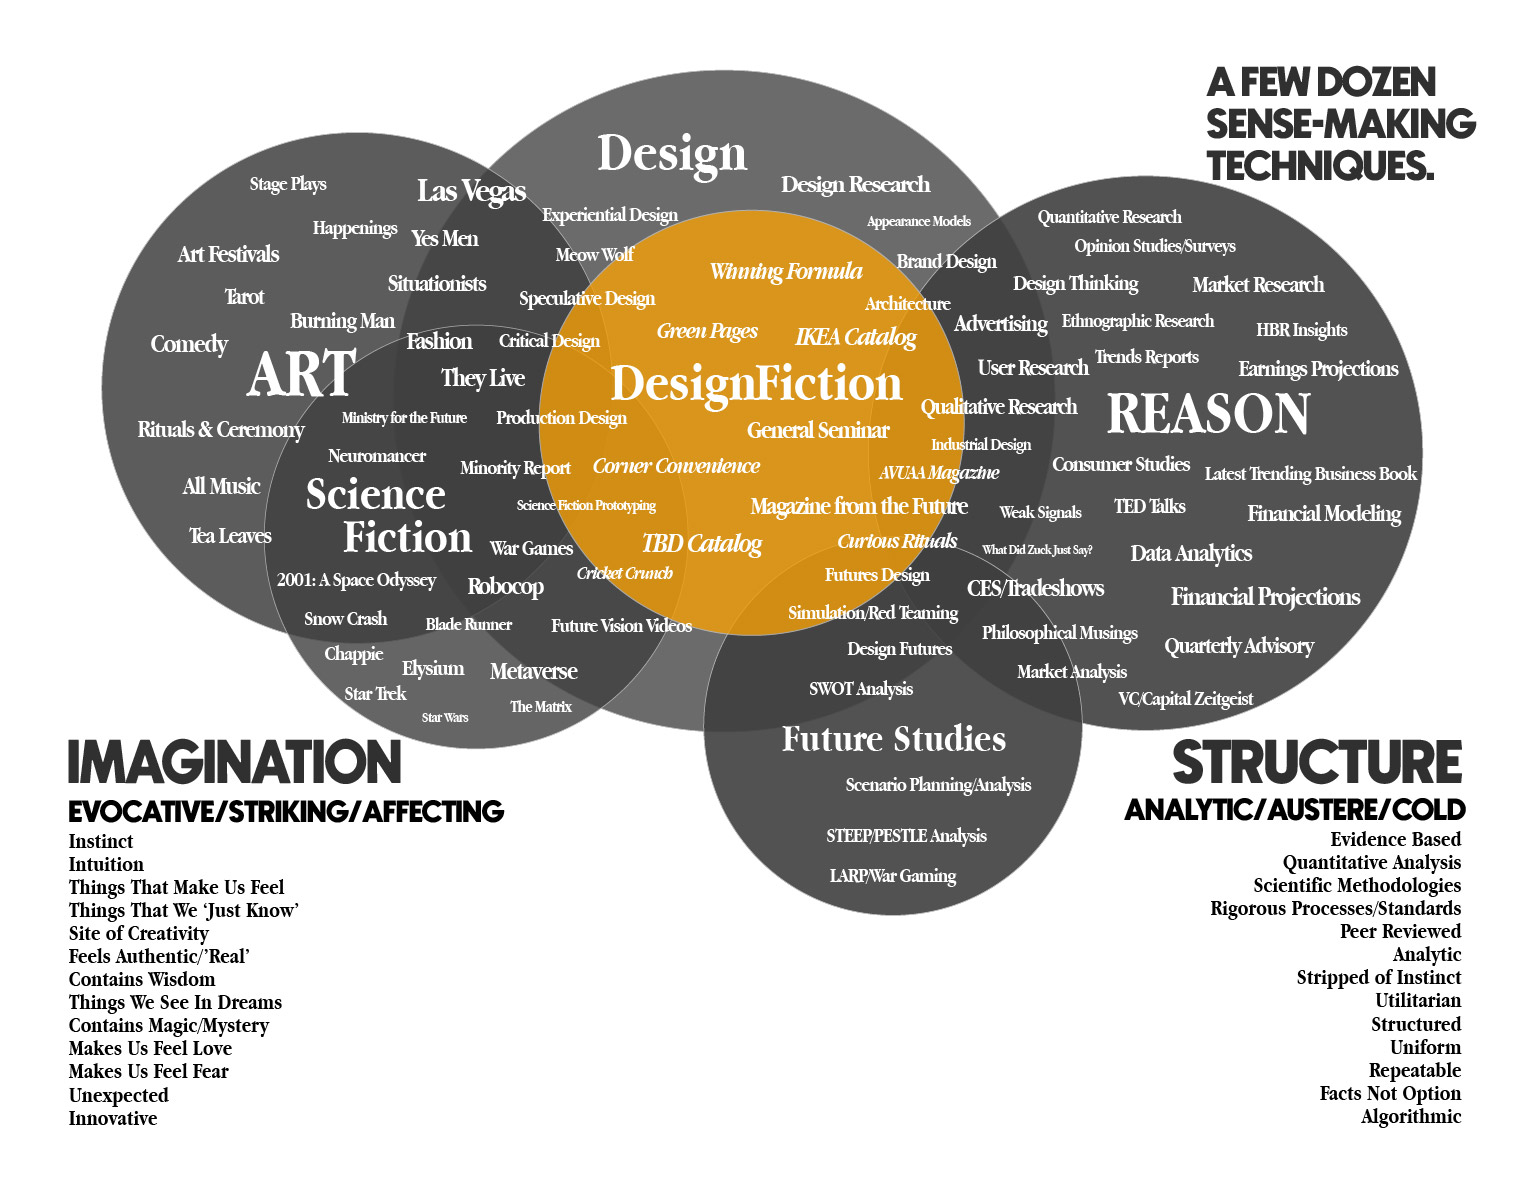 A FEW DOZEN
SENSE-MAKING
TECHNIQUES.
Design
Design Research
Appearance Models
Experiential Design
Meow Wolf
Brand Design
Speculative Design
Architecture
Critical Design
Production Design
Stage Plays
Las Vegas
Happenings
Yes Men
Art Festivals
Situationists
Tarot
Burning Man
Comedy
Fashion
ART
They Live
Rituals & Ceremony
Ministry for the Future
Neuromancer
Minority Report
All Music
Science
Fiction
Science Fiction Prototyping
Tea Leaves
War Games
2001: A Space Odyssey
Robocop
Cricket Crunch
Snow Crash
Blade Runner
Future Vision Videos
Chappie
Elysium
Metaverse
Star Trek
The Matrix
Star Wars
Winning Formula
Green Pages
IKEA Catalog
DesignFiction
General Seminar
Corner Convenience
AVUAA Magazine
Magazine from the Future
TBD Catalog
Curious Rituals
Futures Design
Simulation/Red Teaming
Design Futures
SWOT Analysis
Future Studies
Scenario Planning/Analysis
STEEP/PESTLE Analysis
LARP/War Gaming
Quantitative Research
Opinion Studies/Surveys
Design Thinking
Market Research
Advertising
Ethnographic Research
HBR Insights
User Research
Trends Reports
Earnings Projections
Qualitative Research
REASON
Industrial Design
Consumer Studies
Latest Trending Business Book
Weak Signals
TED Talks
Financial Modeling
What Did Zuck Just Say?
Data Analytics
CES/Tradeshows
Financial Projections
Philosophical Musings
Quarterly Advisory
Market Analysis
VC/Capital Zeitgeist
IMAGINATION
EVOCATIVE/STRIKING/AFFECTING
Instinct
Intuition
Things That Make Us Feel
Things That We ‘Just Know’
Site of Creativity
Feels Authentic/’Real’
Contains Wisdom
Things We See In Dreams
Contains Magic/Mystery
Makes Us Feel Love
Makes Us Feel Fear
Unexpected
Innovative
STRUCTURE
ANALYTIC/AUSTERE/COLD
Evidence Based
Quantitative Analysis
Scientific Methodologies
Rigorous Processes/Standards
Peer Reviewed
Analytic
Stripped of Instinct
Utilitarian
Structured
Uniform
Repeatable
Facts Not Option
Algorithmic